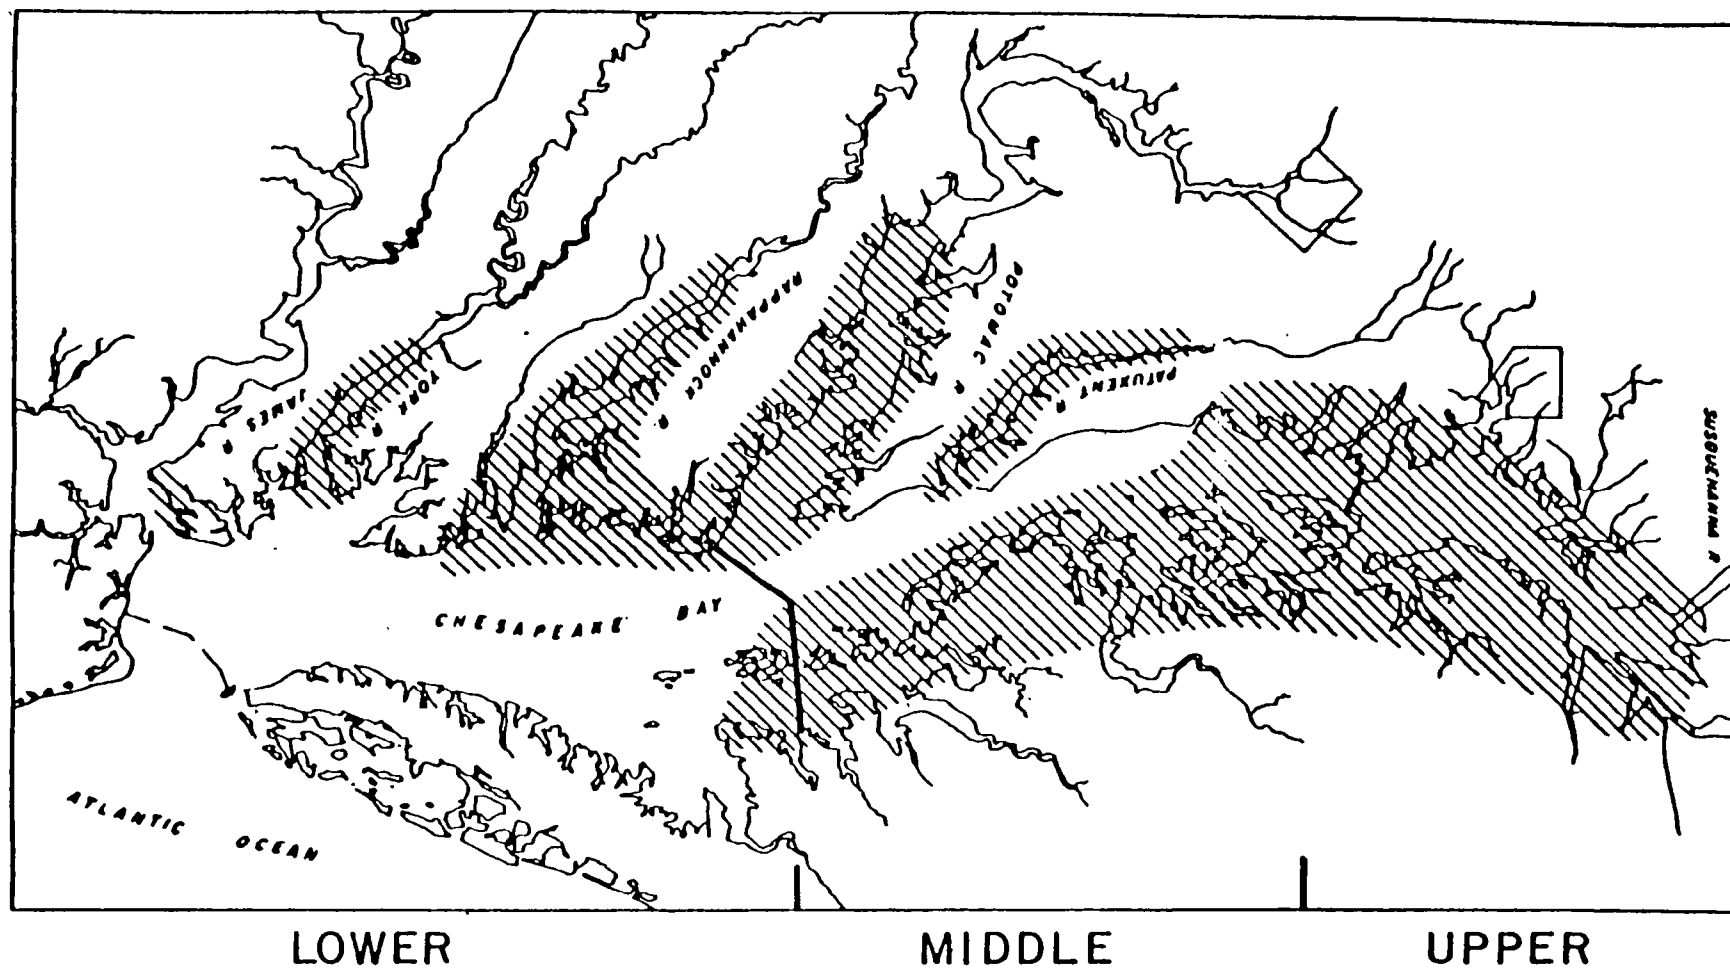 RAPPAHANNOCK R
POTOMAC R
PATUXENT R
YORK R
JAMES R
SUSQUEHANNA R
CHESAPEAKE BAY
ATLANTIC OCEAN
LOWER MIDDLE UPPER